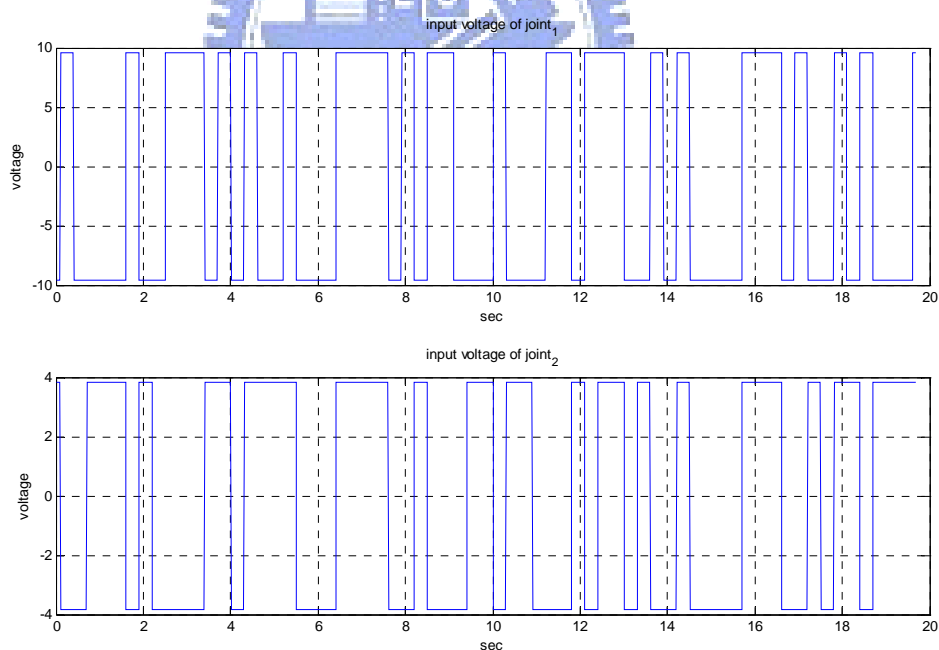 input voltage of joint1
10
5
0
-5
-10
voltage
0 2 4 6 8 10 12 14 16 18 20
sec
input voltage of joint2
4
2
0
-2
-4
voltage
0 2 4 6 8 10 12 14 16 18 20
sec